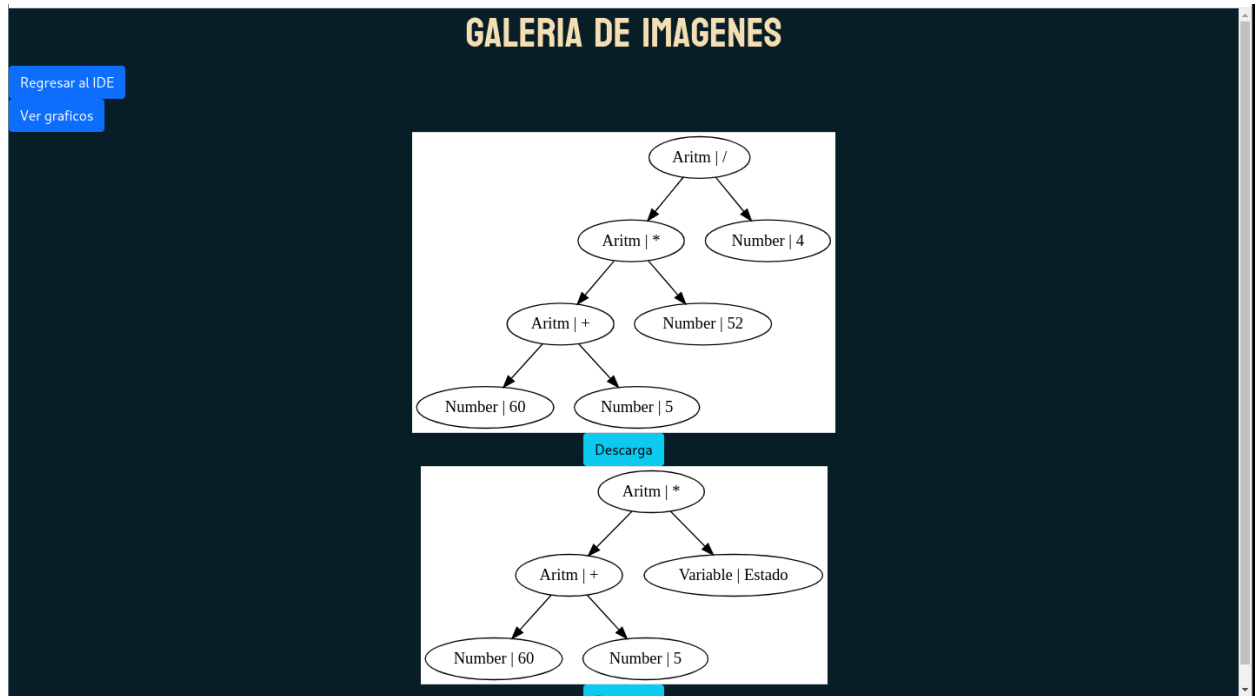 GALERIA DE IMAGENES
Regresar al IDE
Ver graficos
Aritm | /
Aritm | *
Number | 4
Aritm | +
Number | 52
Number | 60
Number | 5
Descarga
Aritm | *
Aritm | +
Variable | Estado
Number | 60
Number | 5